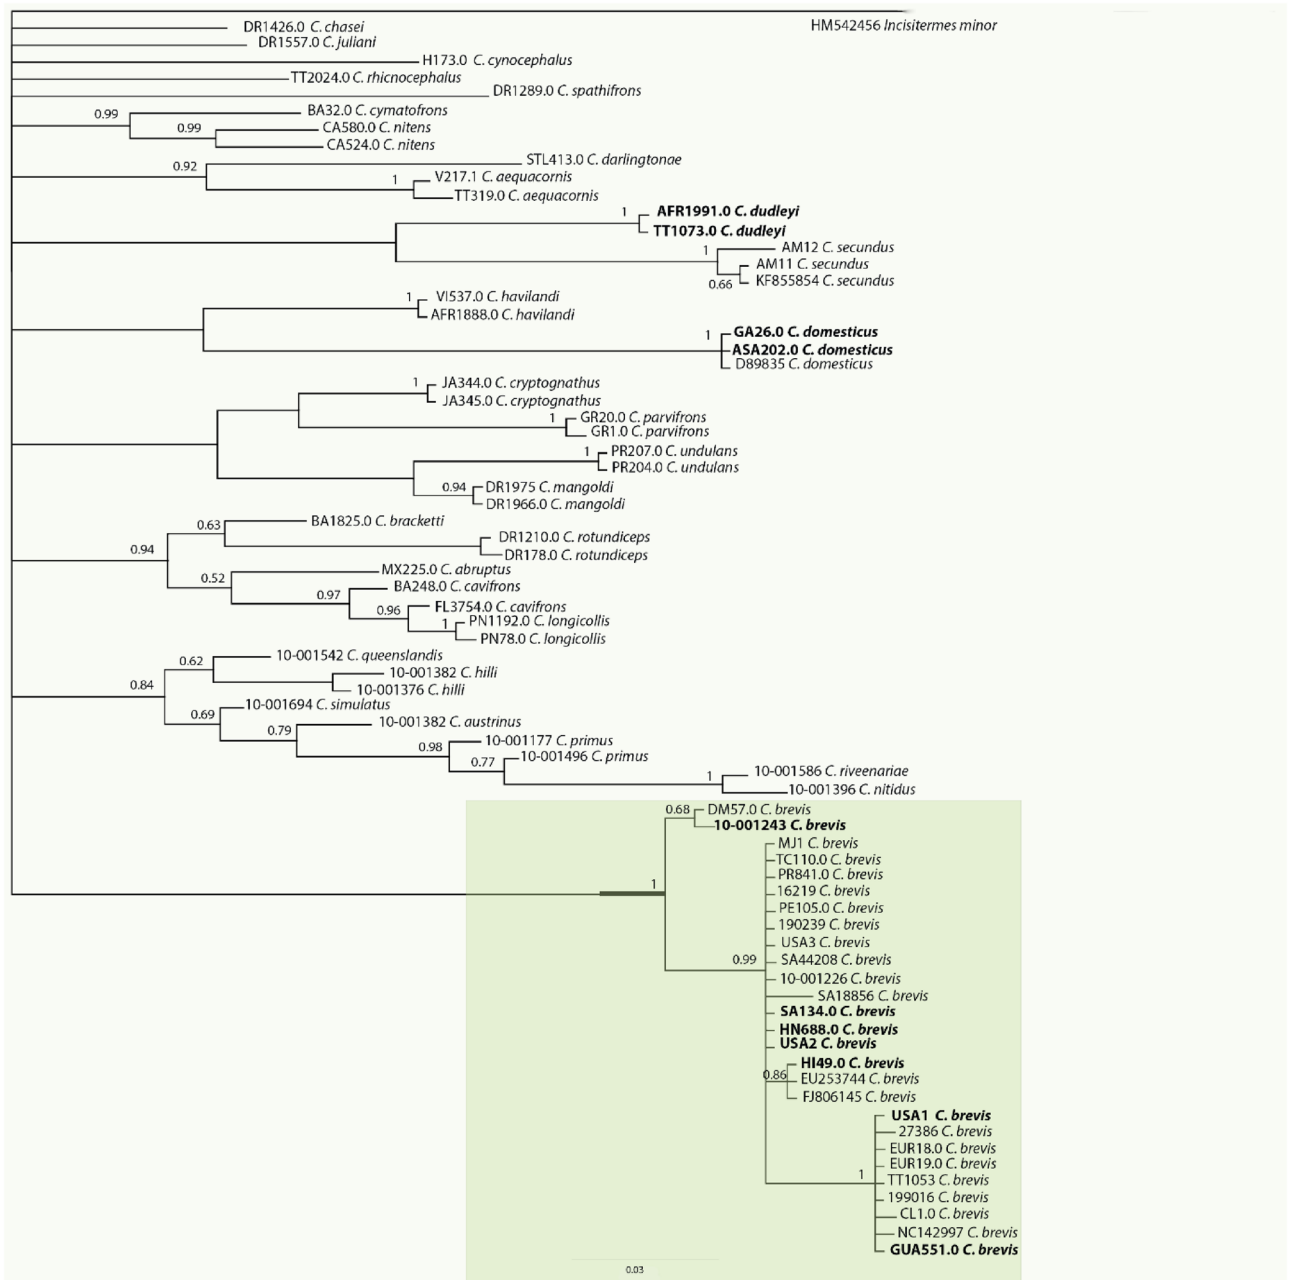 HM542456 Incisitermes minor
DR1426.0 C. chasei
DR1557.0 C. juliani
H173.0 C. cynocephalus
TT2024.0 C. rhicnocephalus
DR1289.0 C. spathifrons
0.99
BA32.0 C. cymatofrons
0.99
CA580.0 C. nitens
CA524.0 C. nitens
0.92
STL413.0 C. darlingtonae
1
V217.1 C. aequacornis
TT319.0 C. aequacornis
1
AFR1991.0 C. dudleyi
TT1073.0 C. dudleyi
1
AM12 C. secundus
AM11 C. secundus
0.66
KF855854 C. secundus
1
VI537.0 C. havilandi
AFR1888.0 C. havilandi
1
GA26.0 C. domesticus
ASA202.0 C. domesticus
D89835 C. domesticus
1
JA344.0 C. cryptognathus
JA345.0 C. cryptognathus
1
GR20.0 C. parvifrons
GR1.0 C. parvifrons
1
PR207.0 C. undulans
PR204.0 C. undulans
0.94
DR1975 C. mangoldi
DR1966.0 C. mangoldi
0.94
0.63
BA1825.0 C. bracketti
DR1210.0 C. rotundiceps
DR178.0 C. rotundiceps
0.52
MX225.0 C. abruptus
0.97
BA248.0 C. cavifrons
0.96
FL3754.0 C. cavifrons
1
PN1192.0 C. longicollis
PN78.0 C. longicollis
0.84
0.62
10-001542 C. queenslandis
10-001382 C. hilli
10-001376 C. hilli
0.69
10-001694 C. simulatus
0.79
10-001382 C. austrinus
0.98
10-001177 C. primus
0.77
10-001496 C. primus
1
10-001586 C. riveenariae
10-001396 C. nitidus
1
0.68
DM57.0 C. brevis
10-001243 C. brevis
0.99
MJ1 C. brevis
TC110.0 C. brevis
PR841.0 C. brevis
16219 C. brevis
PE105.0 C. brevis
190239 C. brevis
USA3 C. brevis
SA44208 C. brevis
10-001226 C. brevis
SA18856 C. brevis
SA134.0 C. brevis
HN688.0 C. brevis
USA2 C. brevis
0.86
HI49.0 C. brevis
EU253744 C. brevis
FJ806145 C. brevis
1
USA1 C. brevis
27386 C. brevis
EUR18.0 C. brevis
EUR19.0 C. brevis
TT1053 C. brevis
199016 C. brevis
CL1.0 C. brevis
NC142997 C. brevis
GUA551.0 C. brevis
0.03